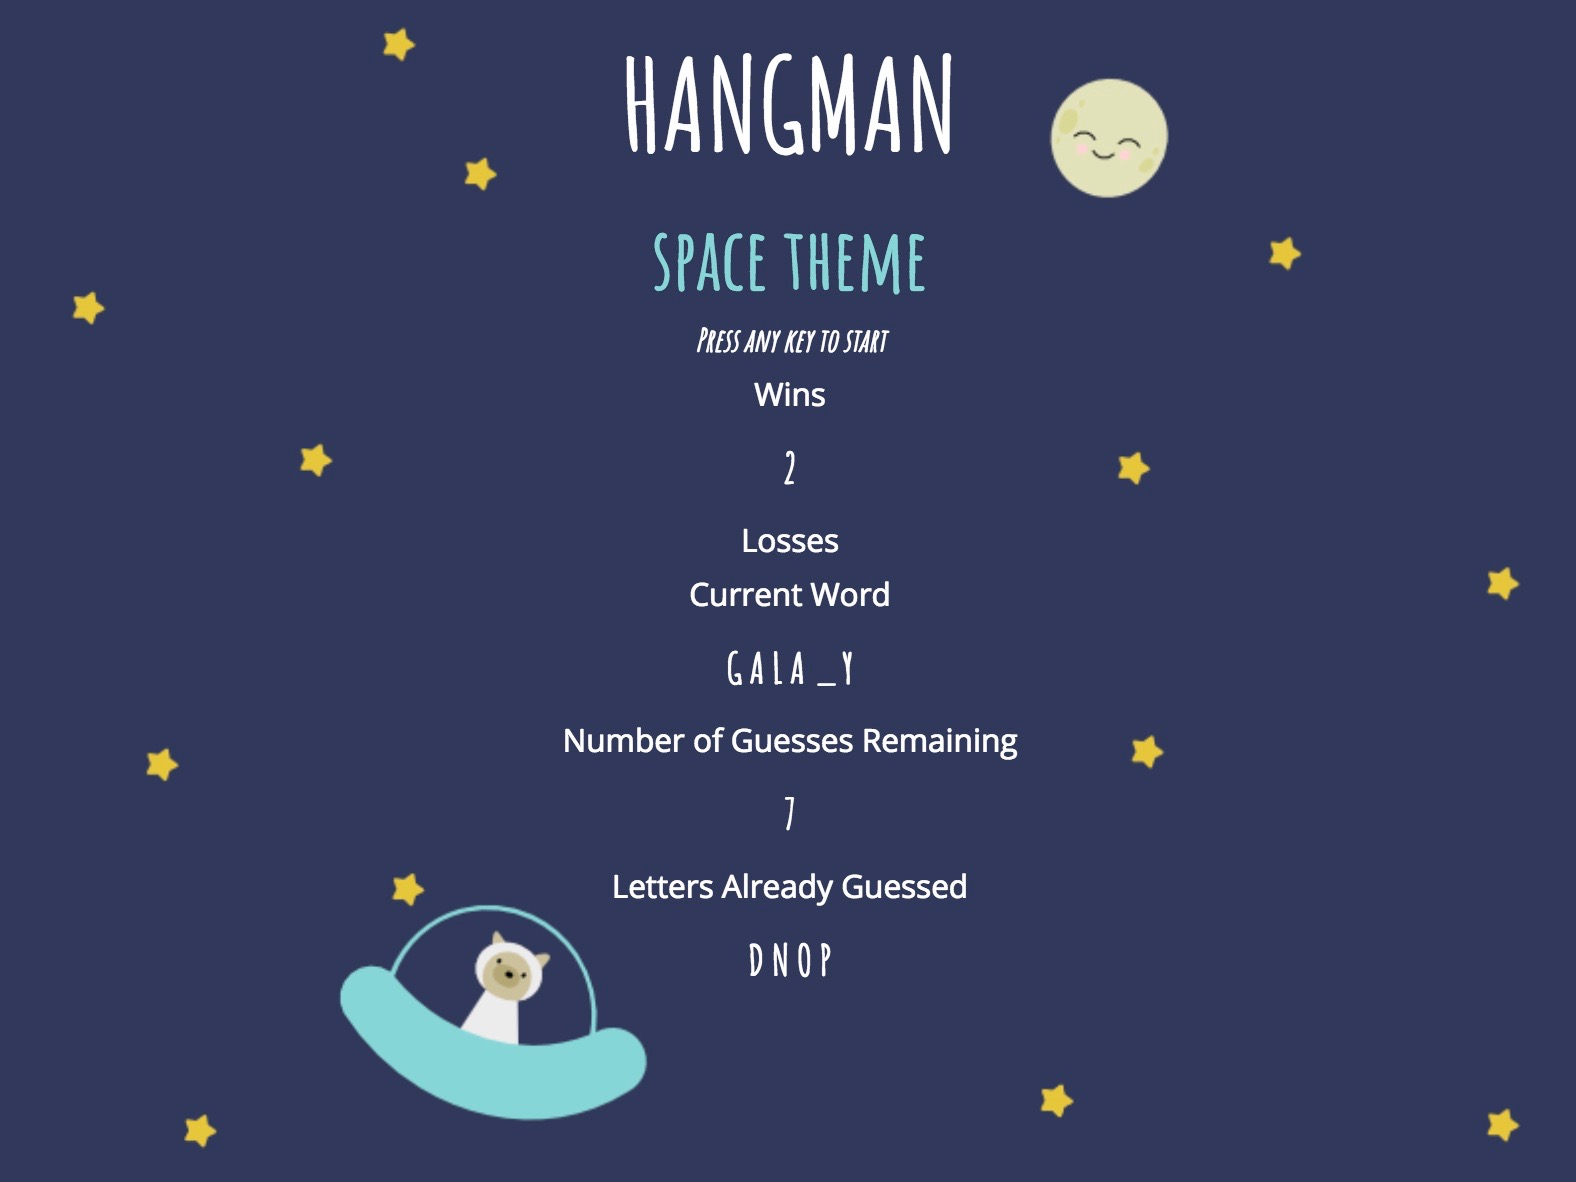 HANGMAN
SPACE THEME
PRESS ANY KEY TO START
Wins
2
Losses
Current Word
G A L A _ Y
Number of Guesses Remaining
7
Letters Already Guessed
D N O P